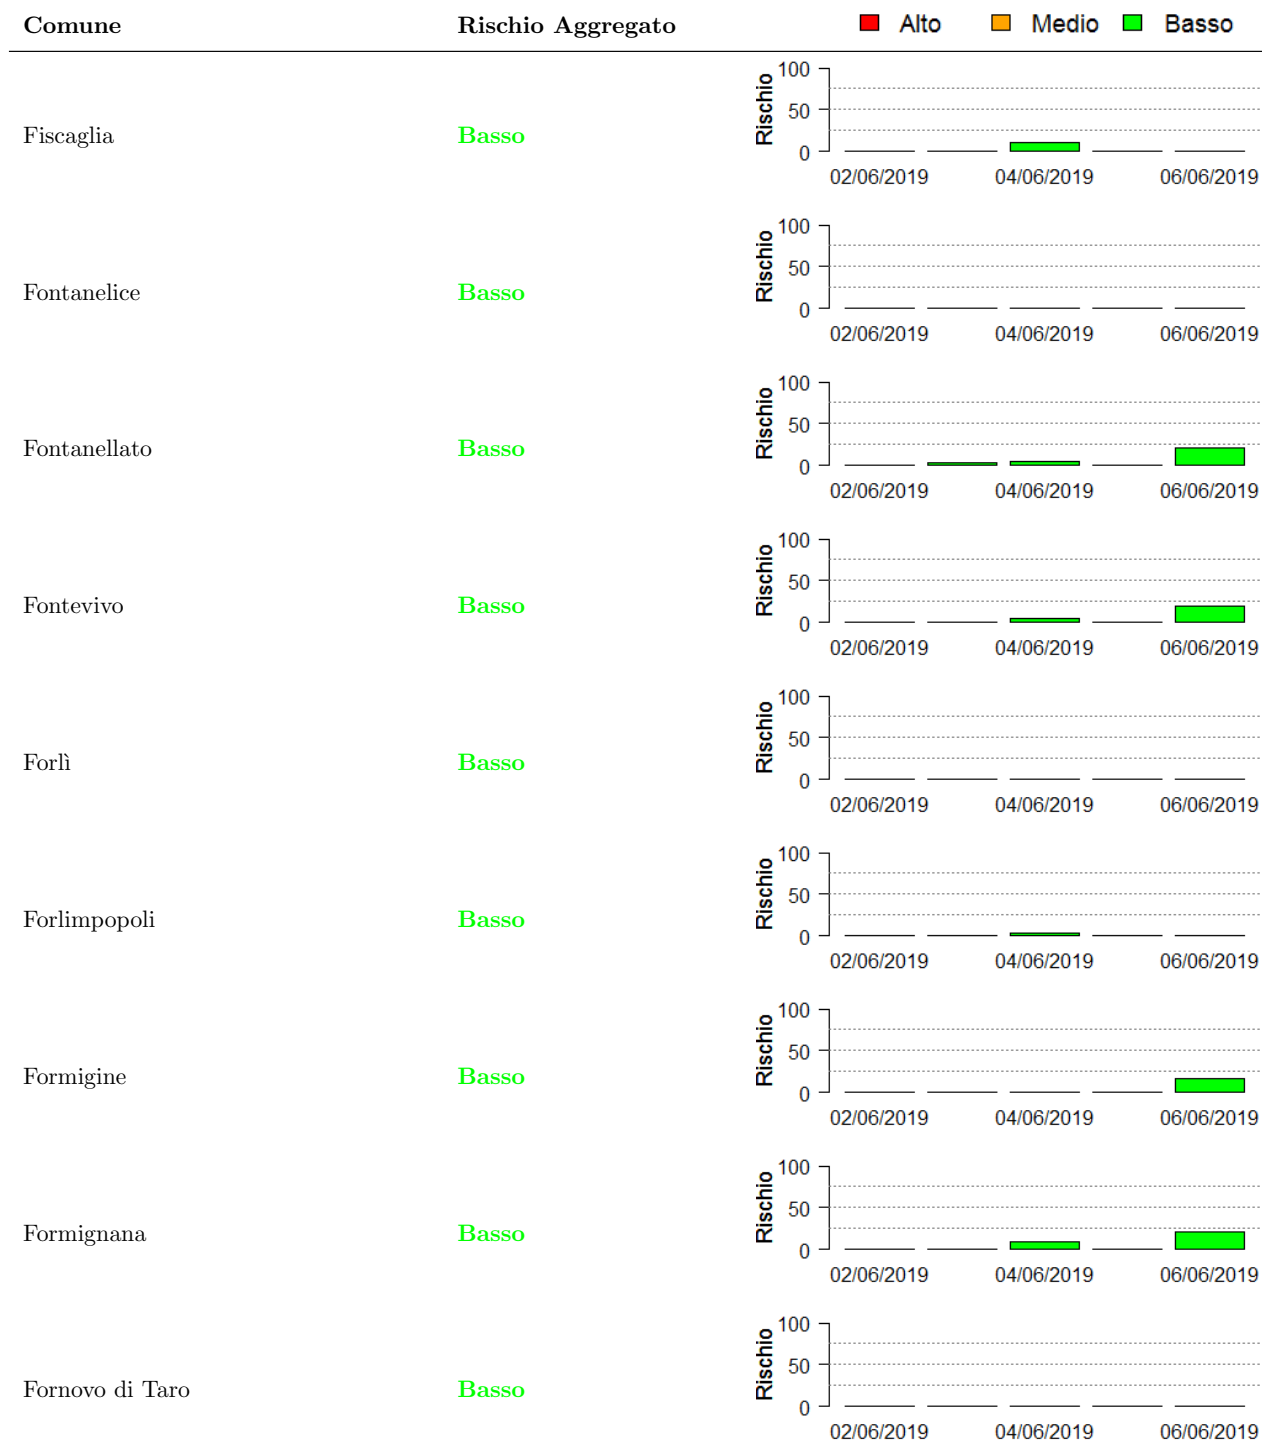 Comune Rischio Aggregato Alto Medio Basso
Fiscaglia Basso Rischio 100 50 0
02/06/2019 04/06/2019 06/06/2019
Fontanelice Basso Rischio 100 50 0
02/06/2019 04/06/2019 06/06/2019
Fontanellato Basso Rischio 100 50 0
02/06/2019 04/06/2019 06/06/2019
Fontevivo Basso Rischio 100 50 0
02/06/2019 04/06/2019 06/06/2019
Forlì Basso Rischio 100 50 0
02/06/2019 04/06/2019 06/06/2019
Forlimpopoli Basso Rischio 100 50 0
02/06/2019 04/06/2019 06/06/2019
Formigine Basso Rischio 100 50 0
02/06/2019 04/06/2019 06/06/2019
Formignana Basso Rischio 100 50 0
02/06/2019 04/06/2019 06/06/2019
Fornovo di Taro Basso Rischio 100 50 0
02/06/2019 04/06/2019 06/06/2019